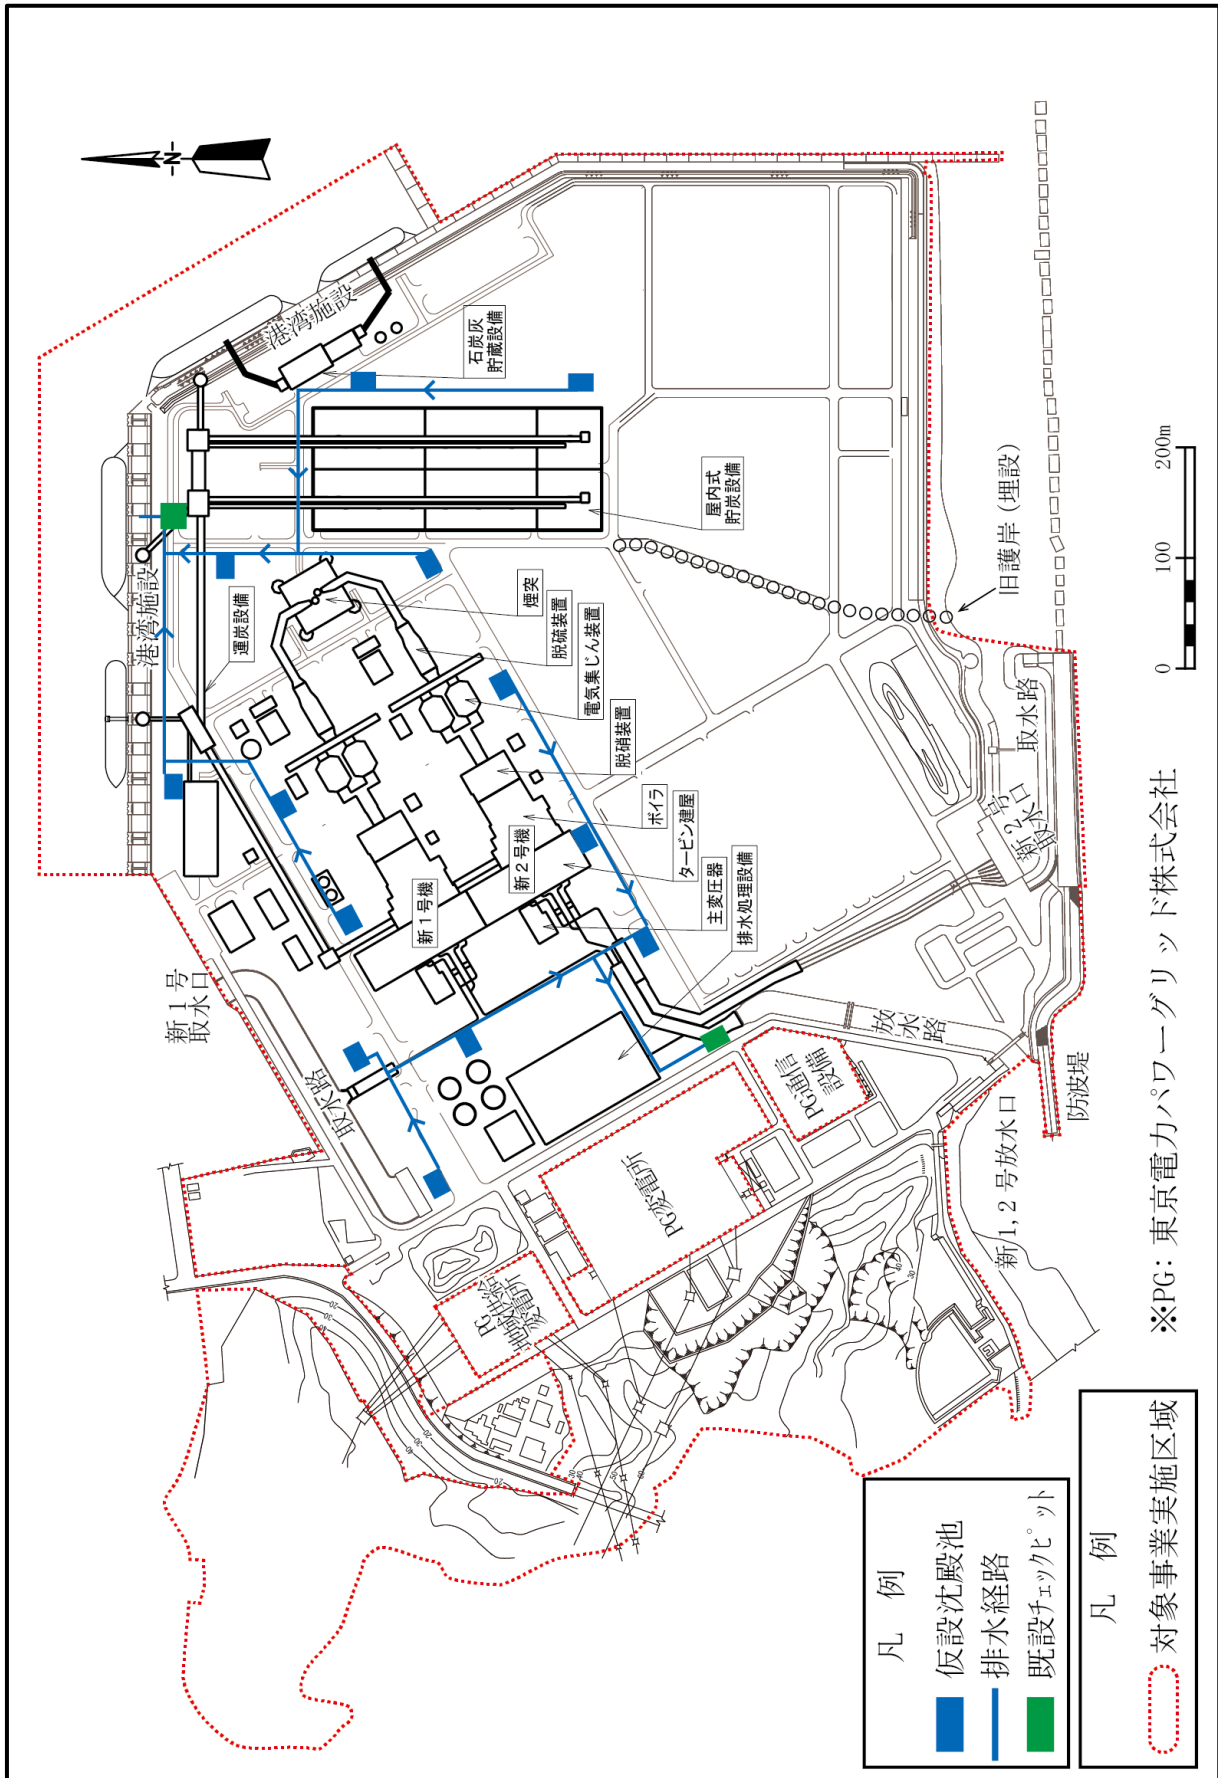 N
港湾施設
港湾施設
運炭設備
石炭灰
貯蔵設備
屋内式
貯炭設備
煙突
脱硫装置
電気集じん装置
脱硝装置
ボイラ
タービン建屋
主変圧器
排水処理設備
新1号機
新2号機
新1号
取水口
取水路
新2号
取水口
取水路
旧護岸(埋設)
放水路
防波堤
新1,2号放水口
PG通信
設備
PG変電所
PG
地域供給
変電所
0 100 200m
※PG：東京電力パワーグリッド株式会社
凡 例
仮設沈殿池
排水経路
既設チェックピット
凡 例
対象事業実施区域